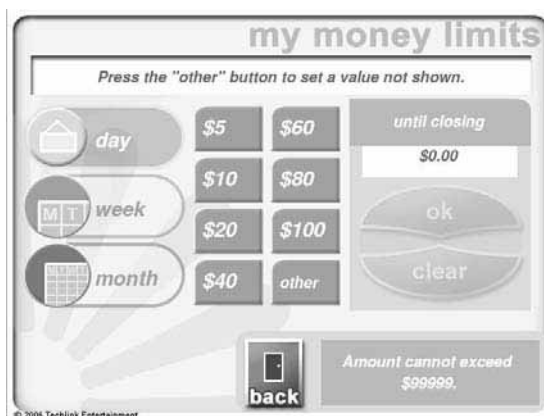 my money limits
Press the "other" button to set a value not shown.
day
$5
$60
until closing
$0.00
week
M T
$10
$80
ok
$20
$100
clear
month
$40
other
back
Amount cannot exceed
$99999.
© 2006 Techlink Entertainment